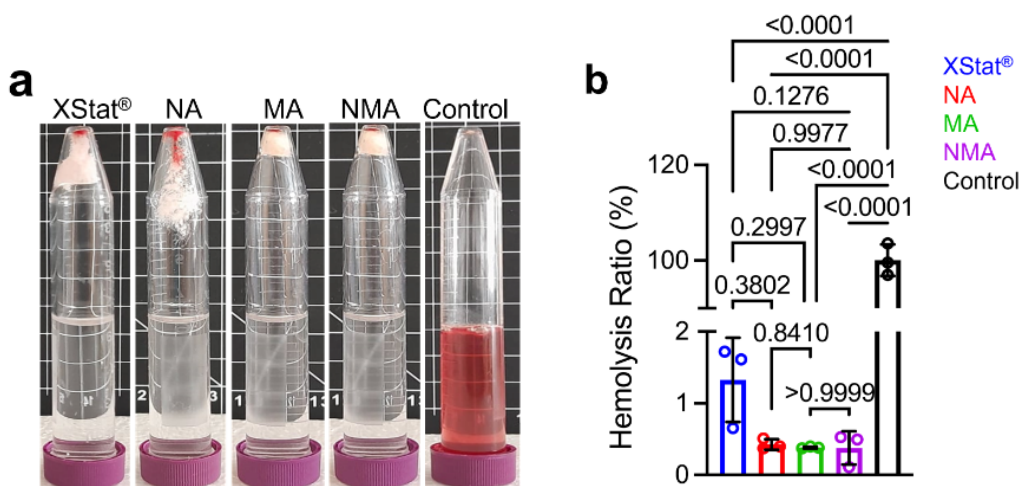 a
XStat® NA MA NMA Control
b
<0.0001
<0.0001
0.1276
0.9977
<0.0001
<0.0001
0.2997
0.3802
0.8410
>0.9999
Hemolysis Ratio (%)
120
100
2
1
0
XStat®
NA
MA
NMA
Control